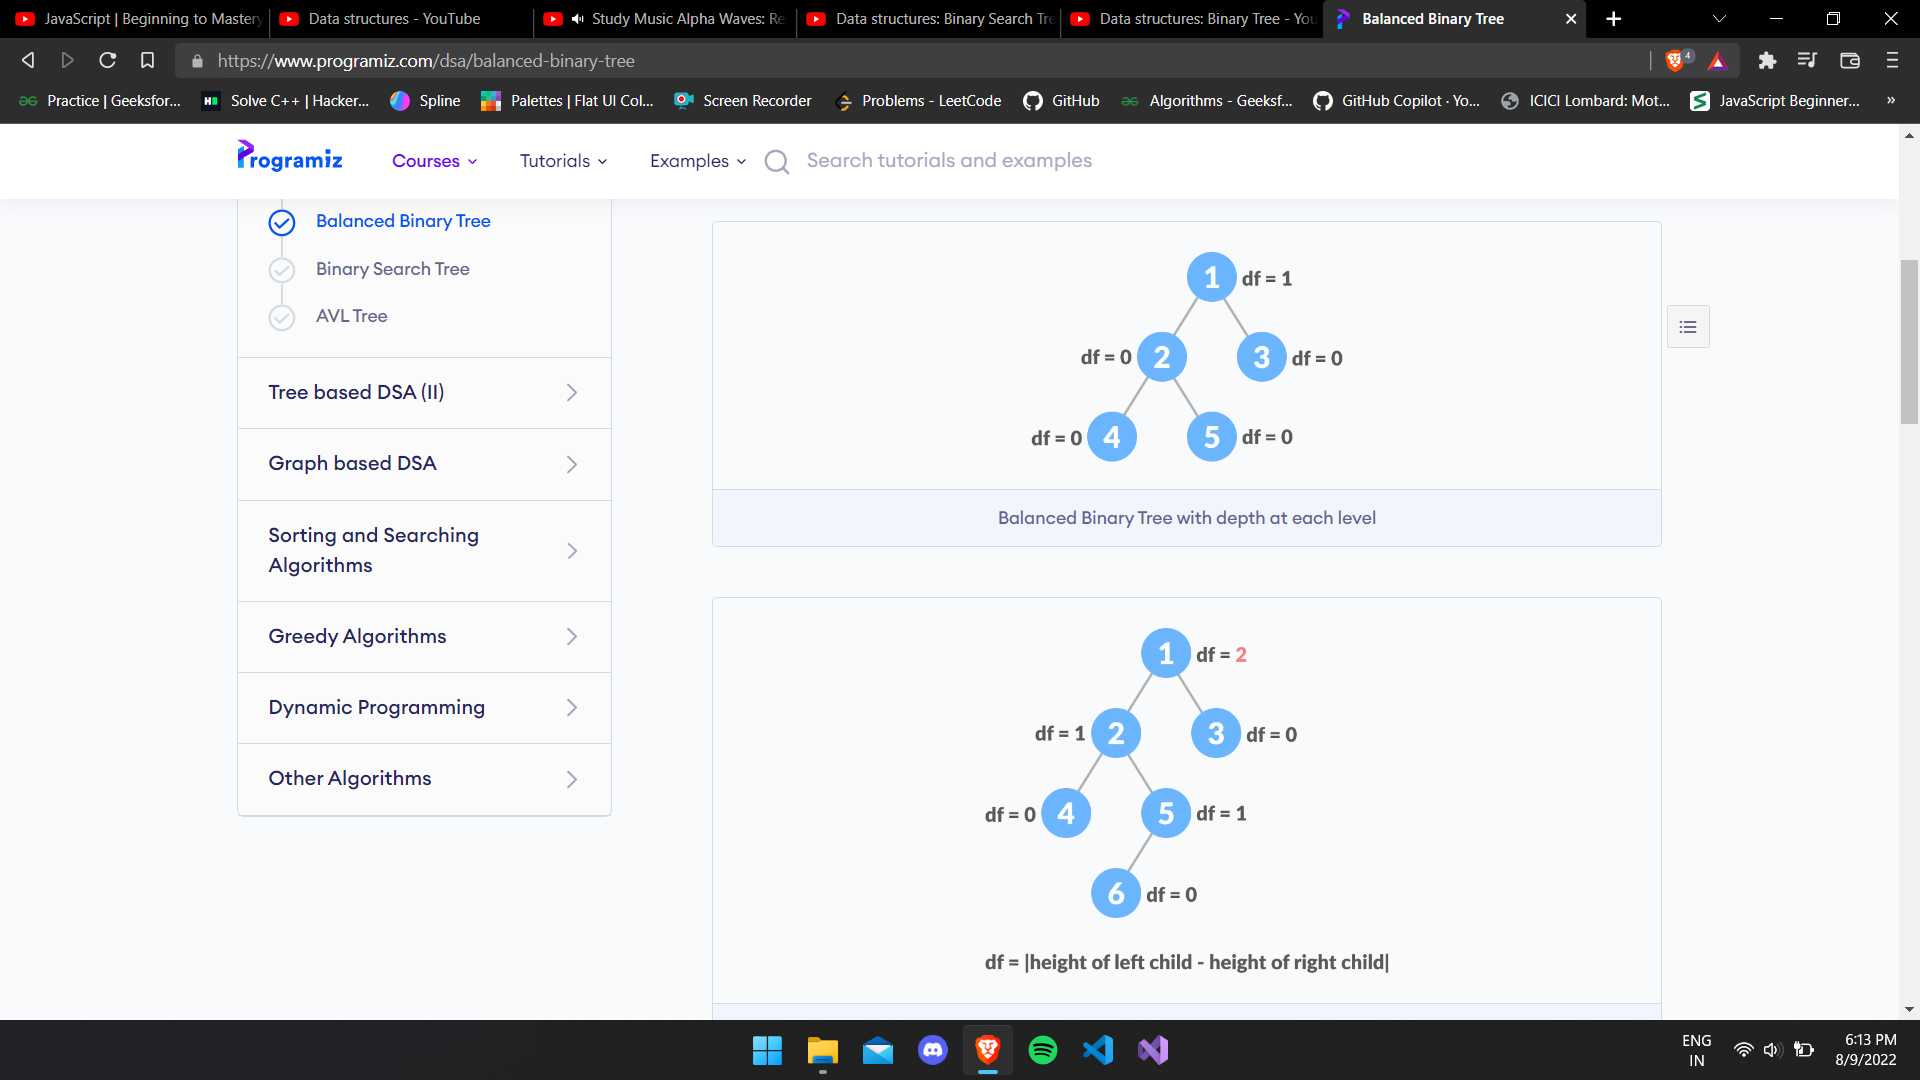 JavaScript | Beginning to Mastery
Data structures - YouTube
Study Music Alpha Waves: Re
Data structures: Binary Search Tre
Data structures: Binary Tree - You
Balanced Binary Tree
https://www.programiz.com/dsa/balanced-binary-tree
4
Practice | Geeksfor...
Solve C++ | Hacker...
Spline
Palettes | Flat UI Col...
Screen Recorder
Problems - LeetCode
GitHub
Algorithms - Geeksf...
GitHub Copilot · Yo...
ICICI Lombard: Mot...
JavaScript Beginner...
»
Programiz
Courses
Tutorials
Examples
Search tutorials and examples
Balanced Binary Tree
Binary Search Tree
AVL Tree
Tree based DSA (II)
Graph based DSA
Sorting and Searching
Algorithms
Greedy Algorithms
Dynamic Programming
Other Algorithms
1 df = 1
df = 0 2 3 df = 0
df = 0 4 5 df = 0
Balanced Binary Tree with depth at each level
1 df = 2
df = 1 2 3 df = 0
df = 0 4 5 df = 1
6 df = 0
df = |height of left child - height of right child|
ENG
IN
6:13 PM
8/9/2022